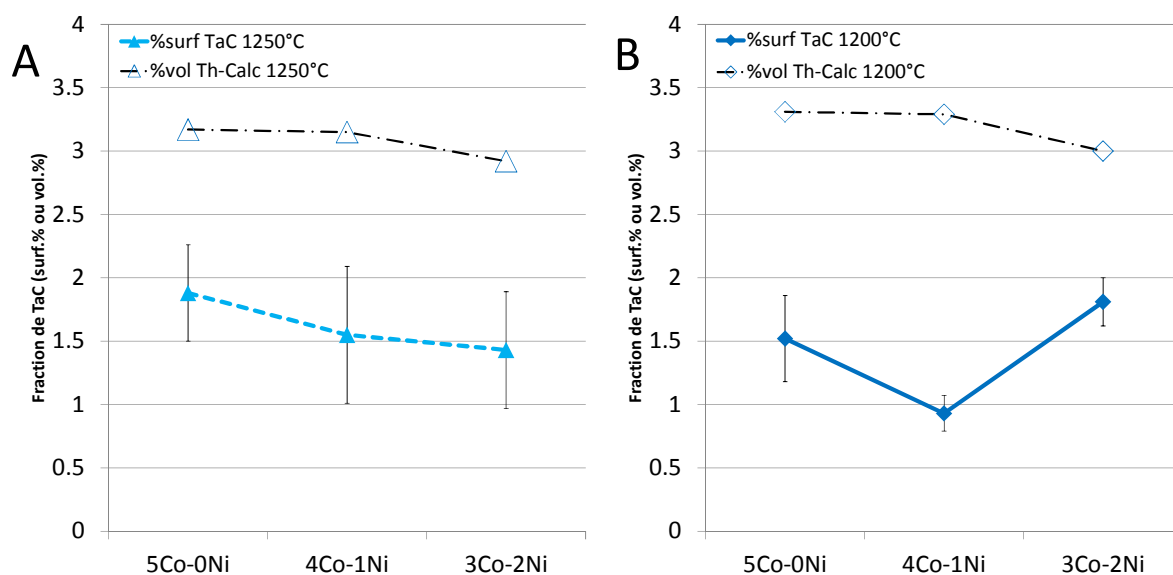 A
%surf TaC 1250°C
%vol Th-Calc 1250°C
Fraction de TaC (surf.% ou vol.%)
4
3.5
3
2.5
2
1.5
1
0.5
0
5Co-0Ni
4Co-1Ni
3Co-2Ni
B
%surf TaC 1200°C
%vol Th-Calc 1200°C
Fraction de TaC (surf.% ou vol.%)
4
3.5
3
2.5
2
1.5
1
0.5
0
5Co-0Ni
4Co-1Ni
3Co-2Ni